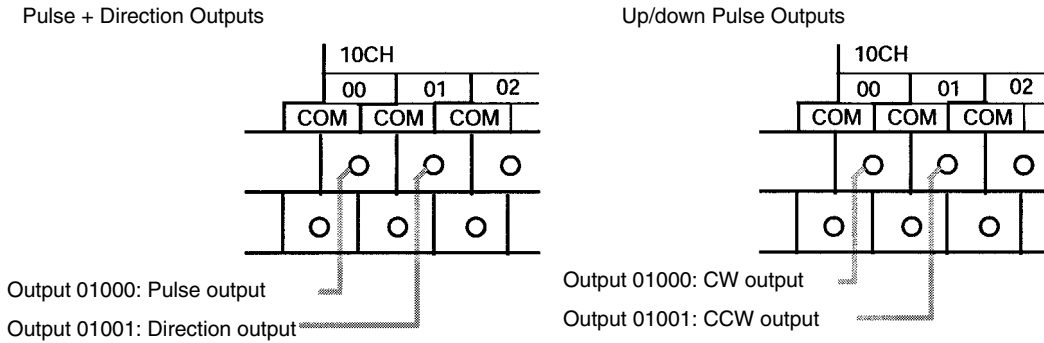 Pulse + Direction Outputs
10CH
00 01 02
COM COM COM
Output 01000: Pulse output
Output 01001: Direction output
Up/down Pulse Outputs
10CH
00 01 02
COM COM COM
Output 01000: CW output
Output 01001: CCW output